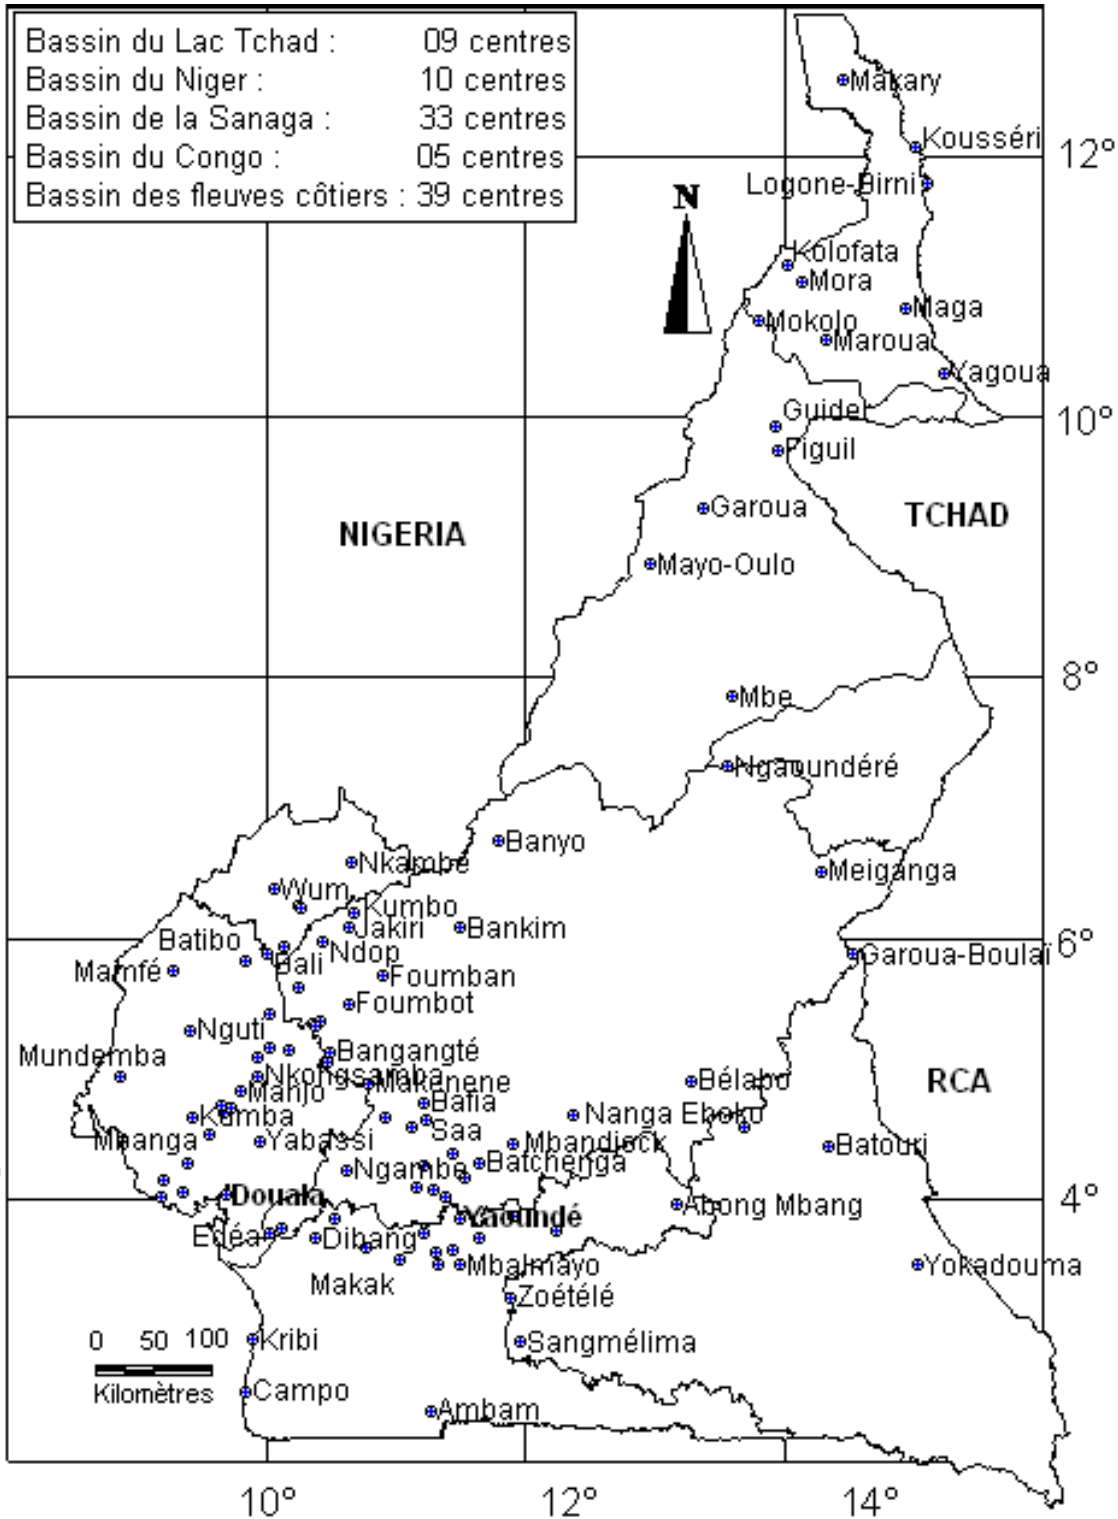 Bassin du Lac Tchad : 09 centres
Bassin du Niger : 10 centres
Bassin de la Sanaga : 33 centres
Bassin du Congo : 05 centres
Bassin des fleuves côtiers : 39 centres
Makary
Kousséri
12°
Logone-Birni
N
Kolofata
Mora
Maga
Mokolo
Maroua
Yagoua
Guider
10°
Figuil
Garoua
TCHAD
NIGERIA
Mayo-Oulo
8°
Mbe
Ngaoundéré
Banyo
Nkambe
Meiganga
Wum
Kumbo
Jakiri
Bankim
Batibo
Ndop
6°
Garoua-Boulaï
Bali
Mamfé
Foumban
Foumbot
Nguti
Bangangté
Mundemba
Nkongsamba
Makenene
Bélabo
RCA
Manjo
Bafia
Kumba
Nanga Eboko
Saa
Mbanga
Yabassi
Mbandjock
Batouri
Ngambe
Batchenga
Douala
4°
Abong Mbang
Yaoundé
Edéa
Dibang
Mbalmayo
Yokadouma
Makak
Zoétélé
0 50 100
Kribi
Sangmélima
Kilomètres
Campo
Ambam
10° 12° 14°